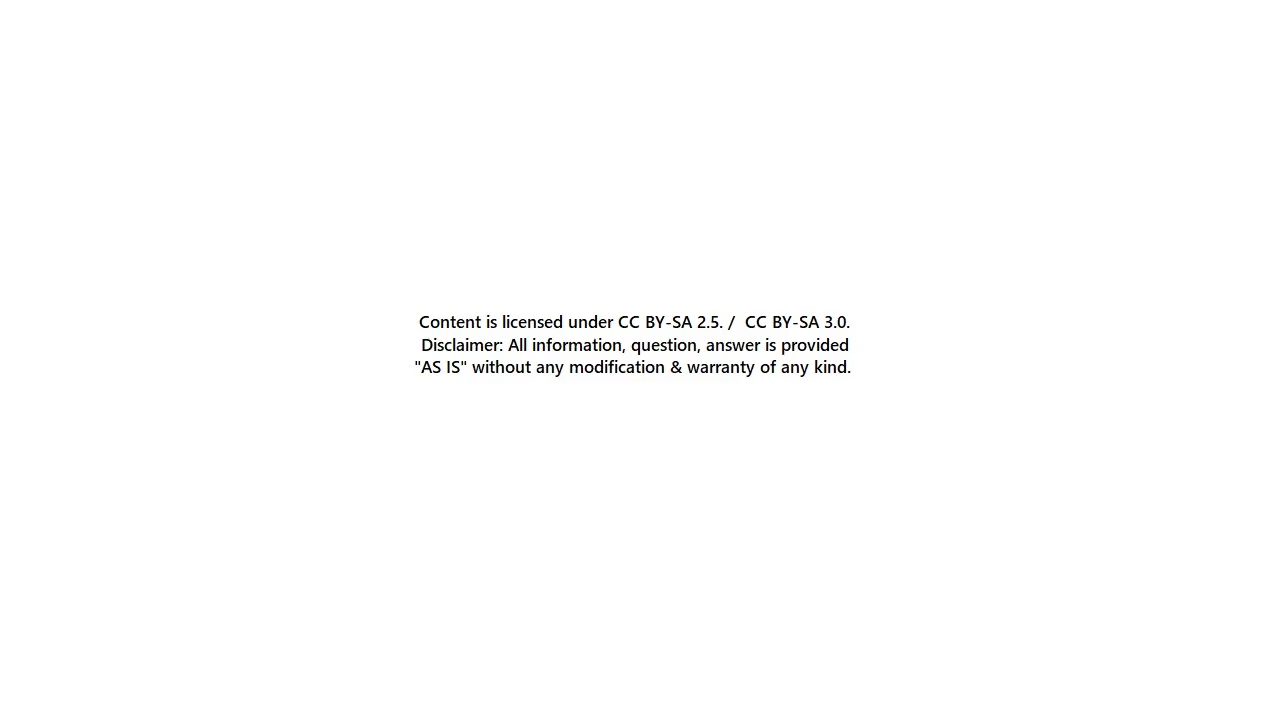 Content is licensed under CC BY-SA 2.5. /  CC BY-SA 3.0.
Disclaimer: All information, question, answer is provided
"AS IS" without any modification & warranty of any kind.